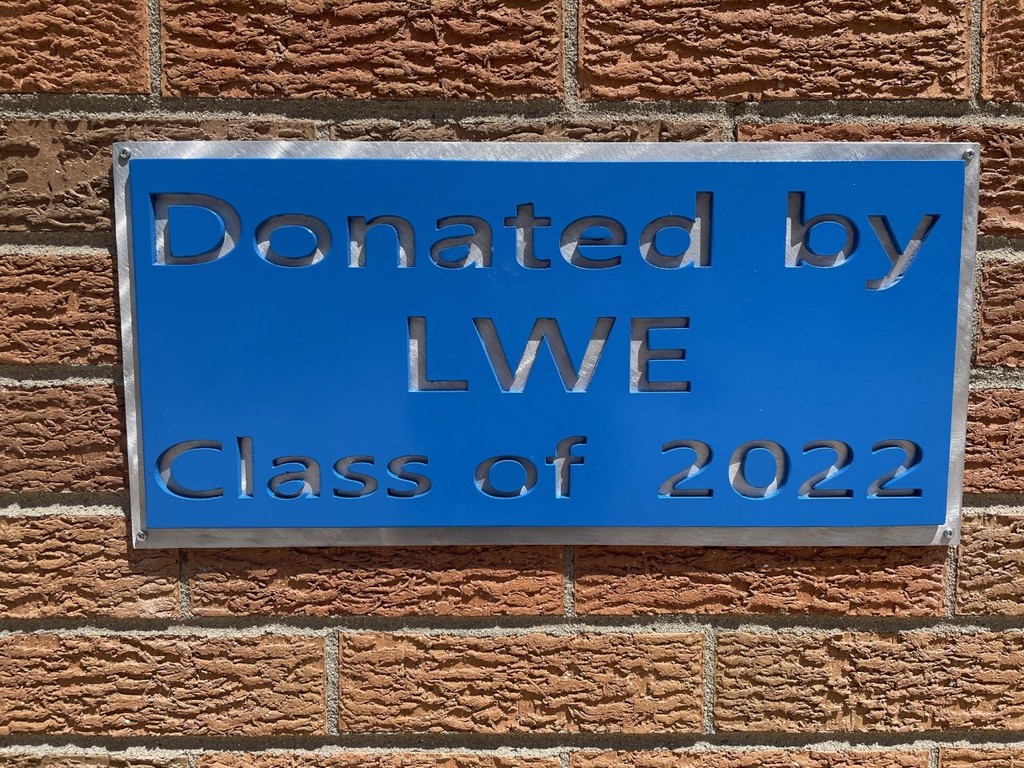 Donated by
LWE
Class of 2022